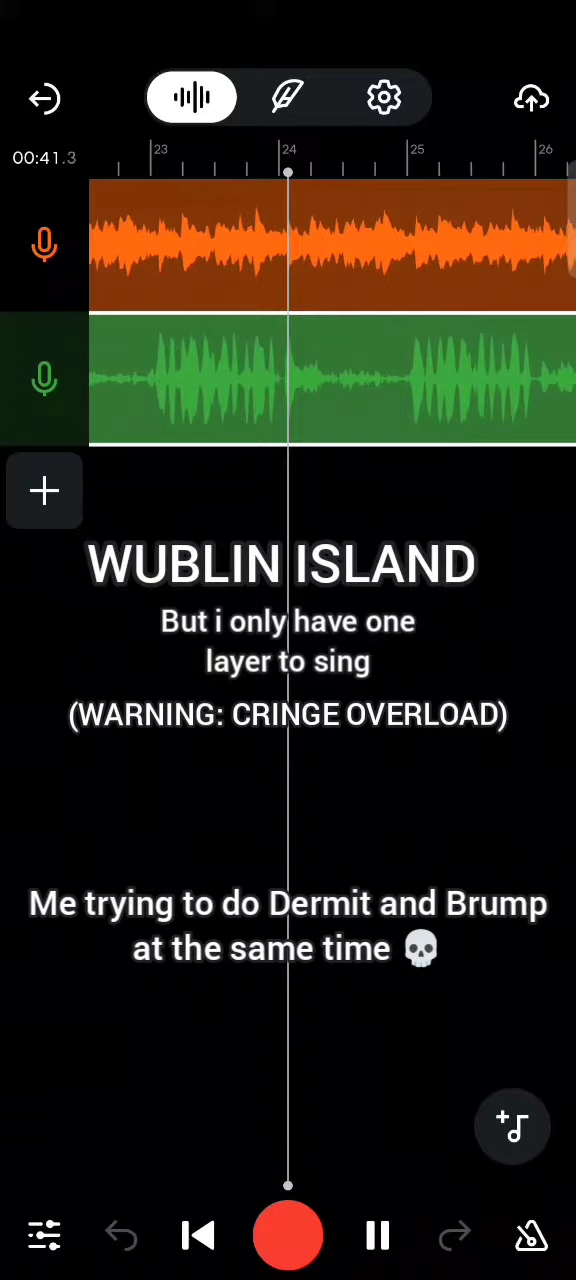 00:41.3
23
24
25
26
WUBLIN ISLAND
But i only have one
layer to sing
(WARNING: CRINGE OVERLOAD)
Me trying to do Dermit and Brump
at the same time 💀